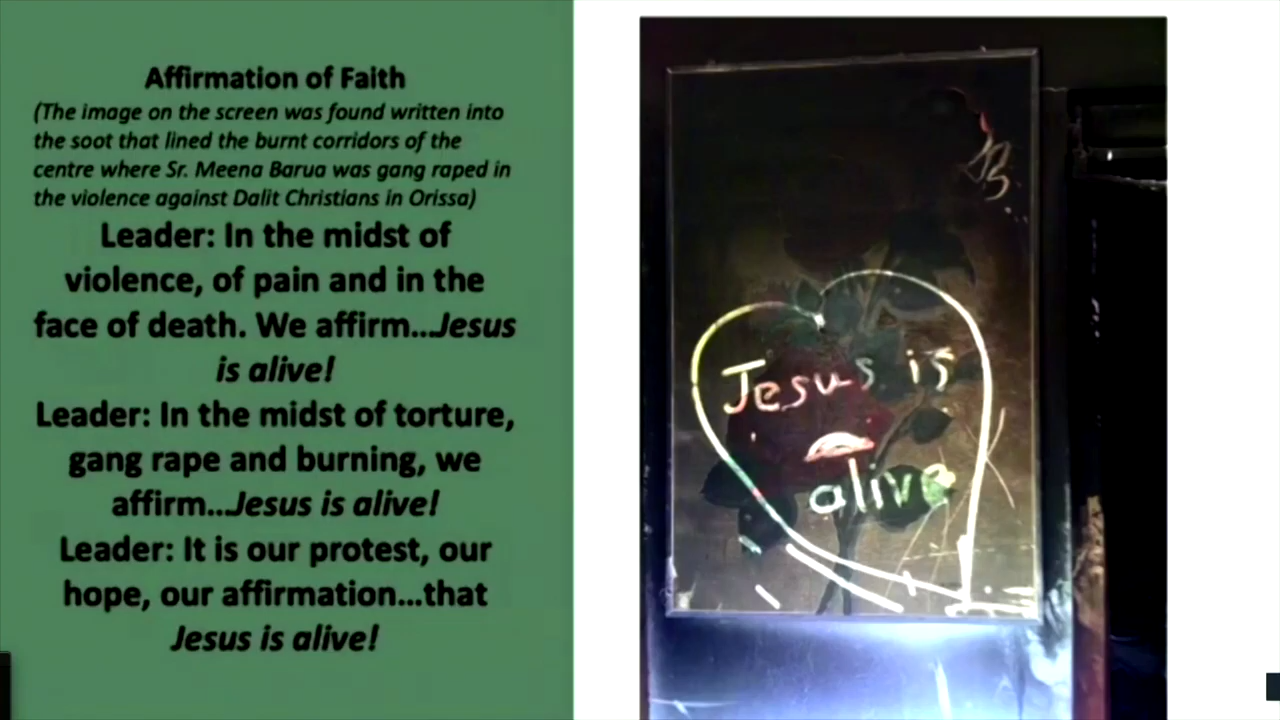 Affirmation of Faith
(The image on the screen was found written into
the soot that lined the burnt corridors of the
centre where Sr. Meena Barua was gang raped in
the violence against Dalit Christians in Orissa)
Leader: In the midst of
violence, of pain and in the
face of death. We affirm...Jesus
is alive!
Leader: In the midst of torture,
gang rape and burning, we
affirm...Jesus is alive!
Leader: It is our protest, our
hope, our affirmation...that
Jesus is alive!
Jesus is
alive